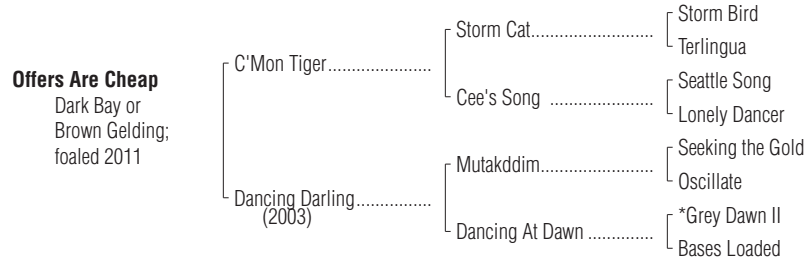 Offers Are Cheap
Dark Bay or
Brown Gelding;
foaled 2011
C'Mon Tiger....................
Dancing Darling...............
(2003)
Storm Cat........................
Cee's Song ....................
Mutakddim......................
Dancing At Dawn .............
Storm Bird
Terlingua
Seattle Song
Lonely Dancer
Seeking the Gold
Oscillate
*Grey Dawn II
Bases Loaded